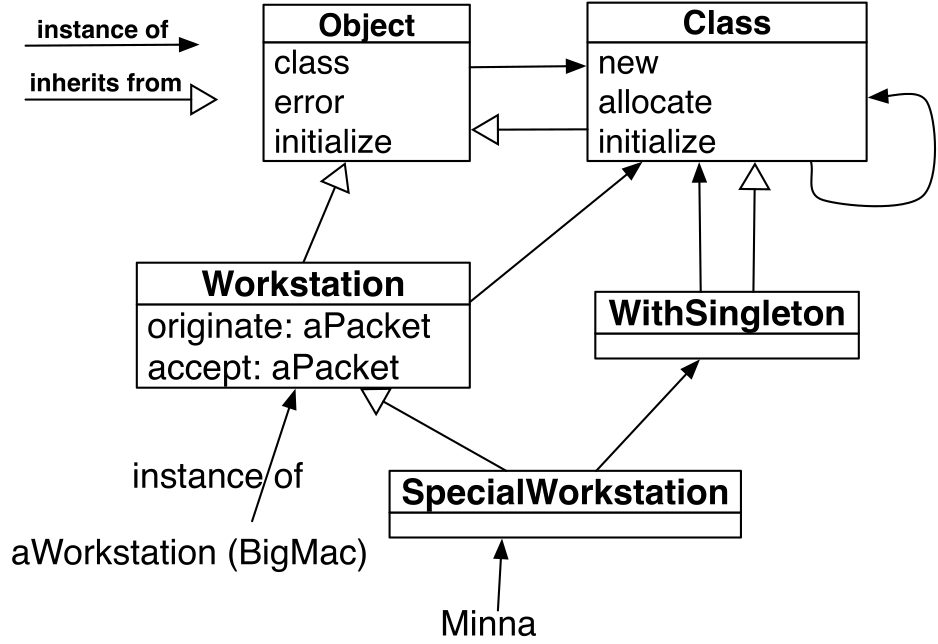 instance of
inherits from
Object
class
error
initialize
Class
new
allocate
initialize
Workstation
originate: aPacket
accept: aPacket
WithSingleton
instance of
SpecialWorkstation
aWorkstation (BigMac)
Minna